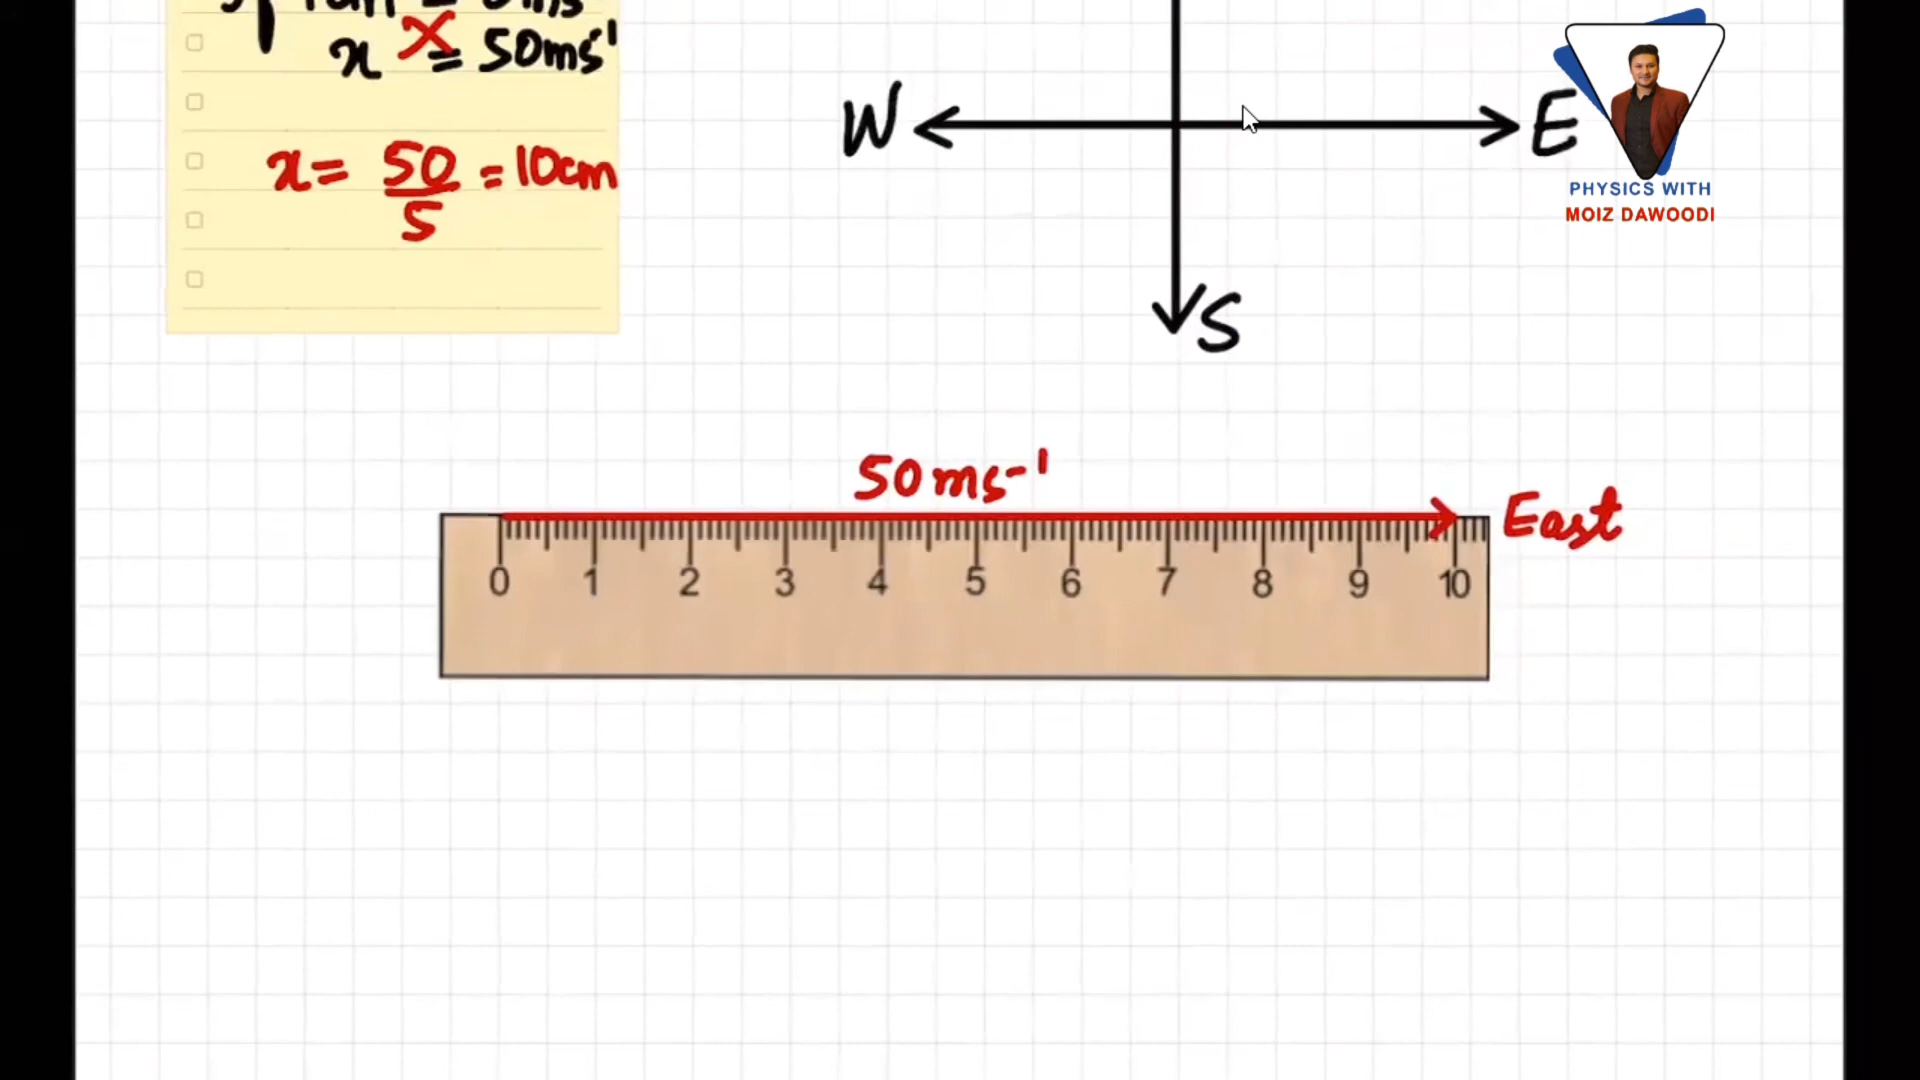 x = 50ms⁻¹
x = 50/5 = 10cm
W E
S
PHYSICS WITH
MOIZ DAWOODI
50ms⁻¹
East
0 1 2 3 4 5 6 7 8 9 10